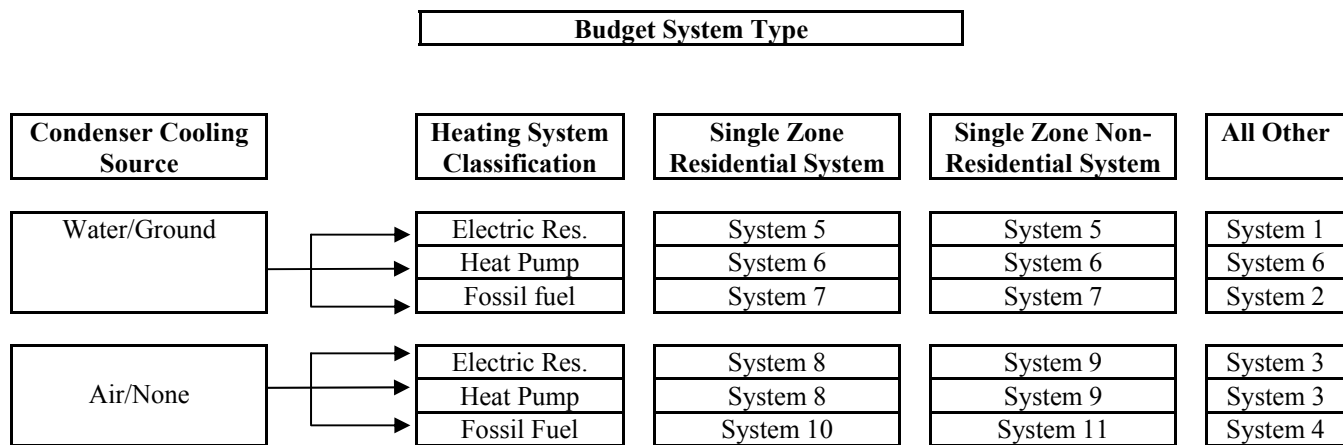 Budget System Type
Condenser Cooling Source
Heating System Classification
Single Zone Residential System
Single Zone Non-Residential System
All Other
Water/Ground
Electric Res. System 5 System 5 System 1
Heat Pump System 6 System 6 System 6
Fossil fuel System 7 System 7 System 2
Air/None
Electric Res. System 8 System 9 System 3
Heat Pump System 8 System 9 System 3
Fossil Fuel System 10 System 11 System 4